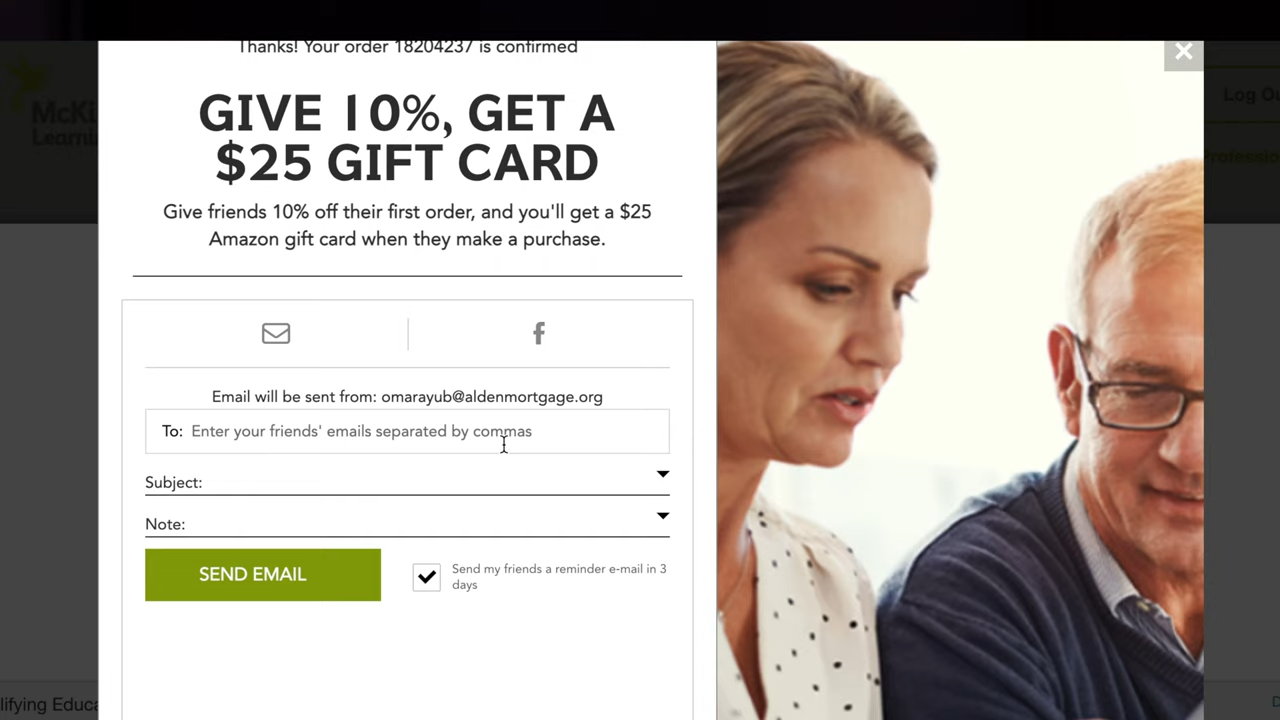 Thanks! Your order 18204237 is confirmed
GIVE 10%, GET A
$25 GIFT CARD
Give friends 10% off their first order, and you'll get a $25
Amazon gift card when they make a purchase.
Email will be sent from: omarayub@aldenmortgage.org
To: Enter your friends' emails separated by commas
Subject:
Note:
SEND EMAIL
Send my friends a reminder e-mail in 3
days
Log